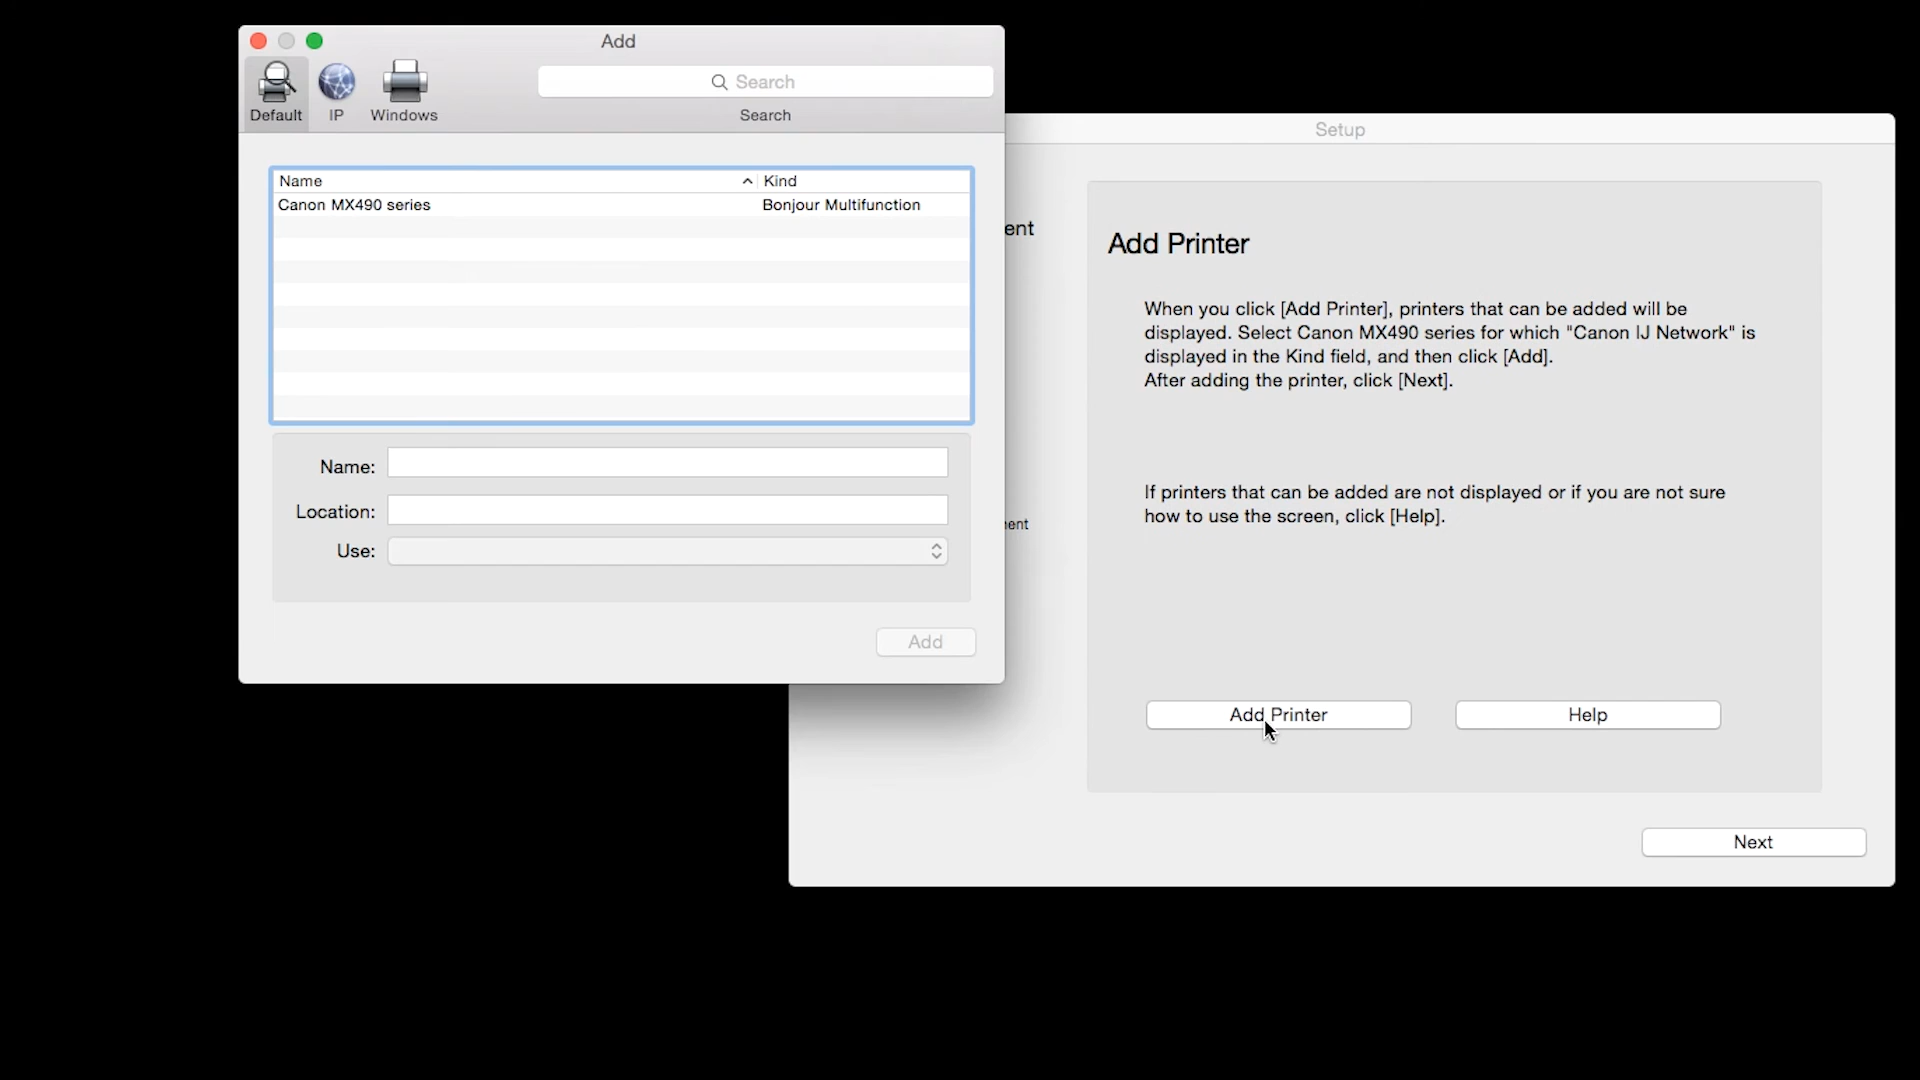 Add
Default
IP
Windows
Search
Search
Name
Kind
Canon MX490 series
Bonjour Multifunction
Name:
Location:
Use:
Add
Setup
ent
ent
Add Printer
When you click [Add Printer], printers that can be added will be
displayed. Select Canon MX490 series for which "Canon IJ Network" is
displayed in the Kind field, and then click [Add].
After adding the printer, click [Next].
If printers that can be added are not displayed or if you are not sure
how to use the screen, click [Help].
Add Printer
Help
Next